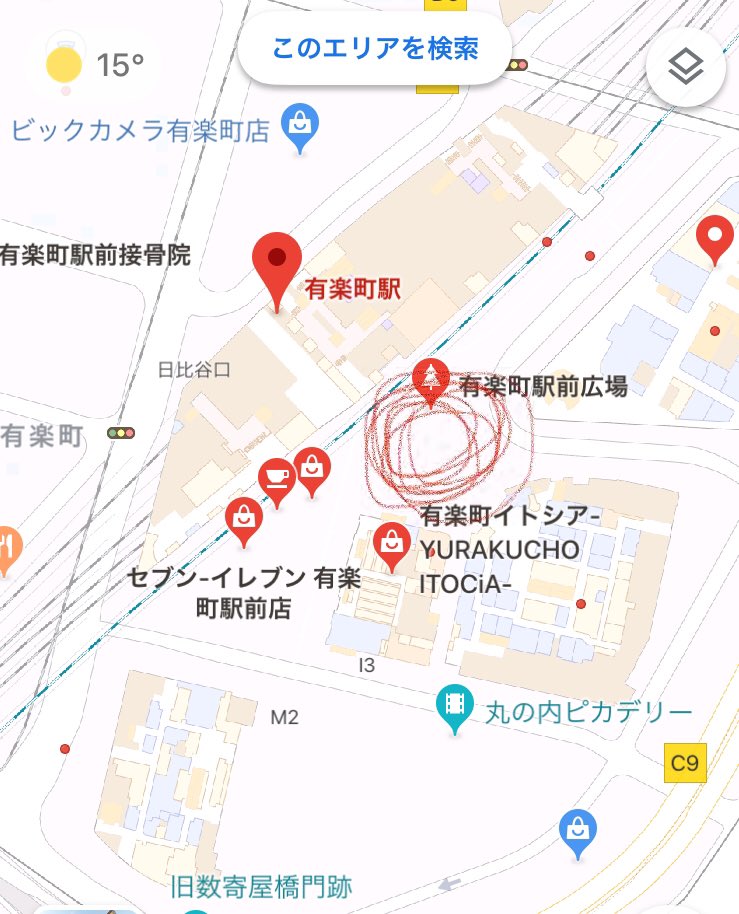 このエリアを検索
15°
ビックカメラ有楽町店
有楽町駅前接骨院
有楽町駅
日比谷口
有楽町駅前広場
有楽町
有楽町イトシア-
YURAKUCHO
ITOCiA-
セブン-イレブン 有楽
町駅前店
I3
M2
丸の内ピカデリー
C9
旧数寄屋橋門跡